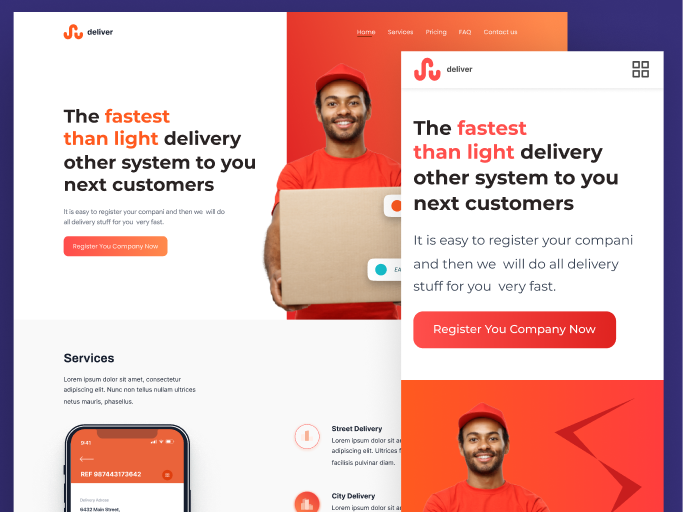 deliver
Home Services Pricing FAQ Contact us
The fastest
than light delivery
other system to you
next customers
It is easy to register your compani and then we will do
all delivery stuff for you very fast.
Register You Company Now
Services
Lorem ipsum dolor sit amet, consectetur
adipiscing elit. Nunc non tellus nullam ultrices
netus mauris, phasellus.
9:41
REF 987443173642
Delivery Adress
6432 Main Street,
EA
Street Delivery
Lorem ipsum dolor sit a
adipiscing elit. Ultrices f
facilisis pulvinar diam.
City Delivery
Lorem ipsum dolor sit a
deliver
The fastest
than light delivery
other system to you
next customers
It is easy to register your compani
and then we will do all delivery
stuff for you very fast.
Register You Company Now